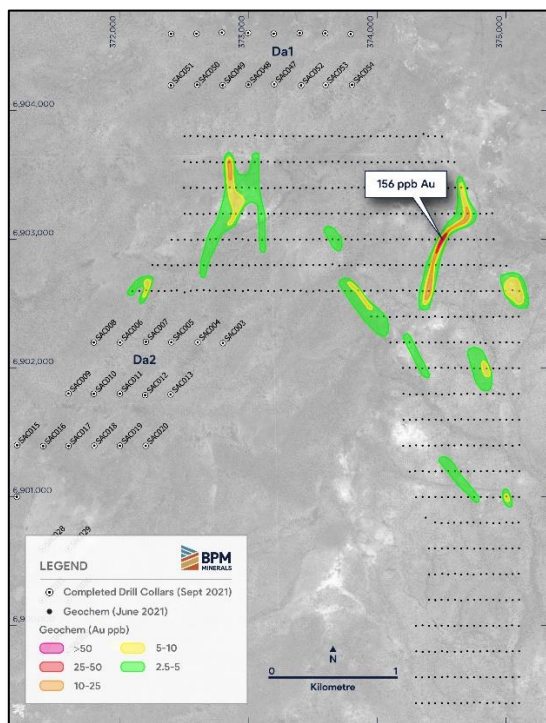 372,000
373,000
374,000
375,000
Da1
SAC051
SAC050
SAC049
SAC048
SAC047
SAC052
SAC053
SAC054
6,904,000
156 ppb Au
6,903,000
SAC008
SAC006
SAC007
SAC005
SAC004
SAC003
6,902,000
Da2
SAC009
SAC010
SAC011
SAC012
SAC013
SAC015
SAC016
SAC017
SAC018
SAC019
SAC020
6,901,000
BPM
MINERALS
LEGEND
Completed Drill Collars (Sept 2021)
Geochem (June 2021)
Geochem (Au ppb)
>50
5-10
25-50
2.5-5
10-25
N
0
1
Kilometre